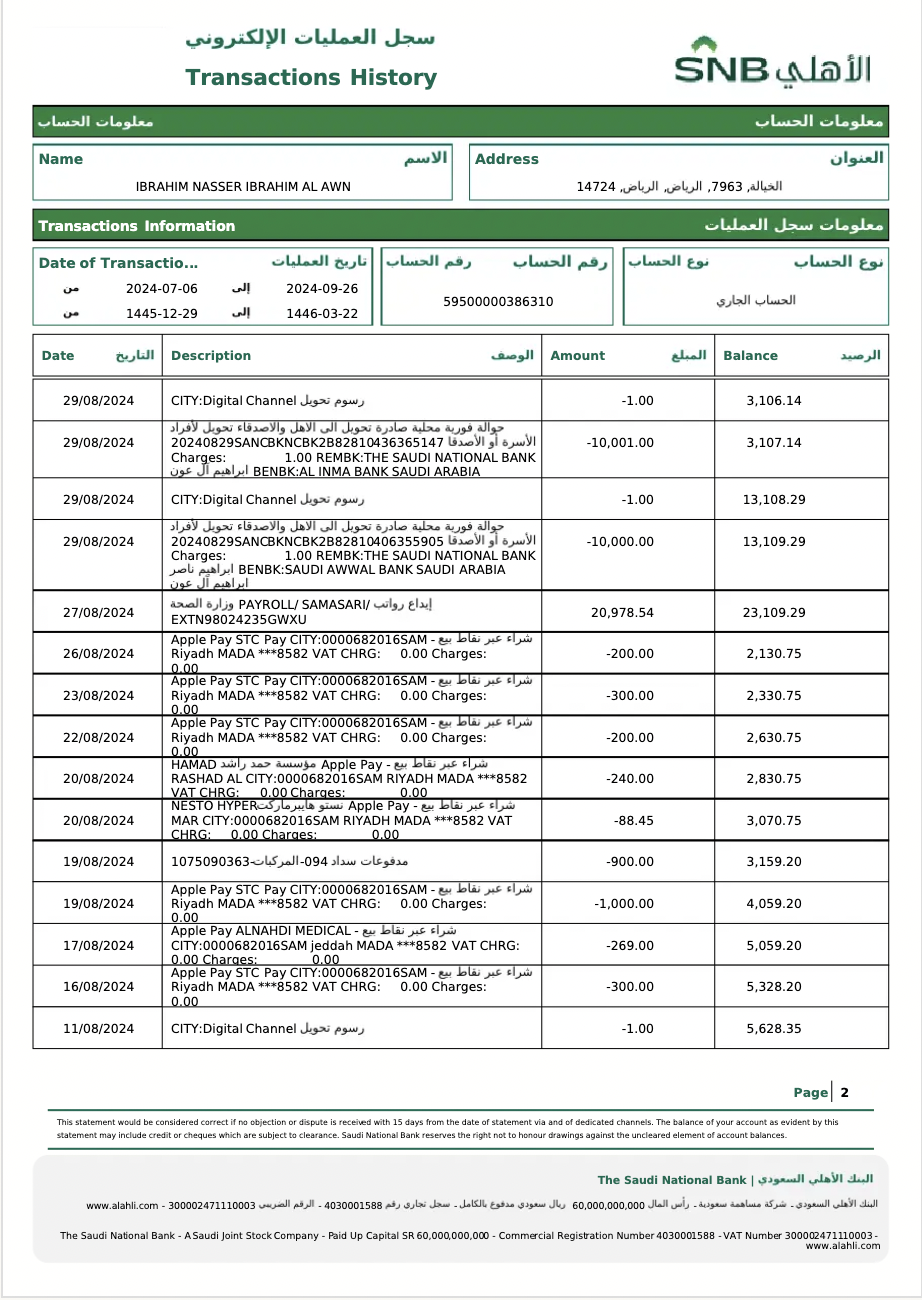 سجل العمليات الإلكتروني
Transactions History
SNB الأهلي
معلومات الحساب معلومات الحساب
Name الاسم
IBRAHIM NASSER IBRAHIM AL AWN
Address العنوان
الخيالة, 7963, الرياض, الرياض, 14724
Transactions Information معلومات سجل العمليات
Date of Transactio... تاريخ العمليات
من 2024-07-06 إلى 2024-09-26
من 1445-12-29 إلى 1446-03-22
رقم الحساب رقم الحساب
59500000386310
نوع الحساب نوع الحساب
الحساب الجاري
Date التاريخ Description الوصف Amount المبلغ Balance الرصيد
29/08/2024 CITY:Digital Channel رسوم تحويل -1.00 3,106.14
حوالة فورية محلية صادرة تحويل الى الاهل والاصدقاء تحويل لأفراد
29/08/2024 20240829SANCBKNCBK2B82810436365147 الأسرة أو الأصدقا -10,001.00 3,107.14
Charges: 1.00 REMBK:THE SAUDI NATIONAL BANK
ابراهيم آل عون BENBK:AL INMA BANK SAUDI ARABIA
29/08/2024 CITY:Digital Channel رسوم تحويل -1.00 13,108.29
حوالة فورية محلية صادرة تحويل الى الاهل والاصدقاء تحويل لأفراد
29/08/2024 20240829SANCBKNCBK2B82810406355905 الأسرة أو الأصدقا -10,000.00 13,109.29
Charges: 1.00 REMBK:THE SAUDI NATIONAL BANK
ابراهيم ناصر BENBK:SAUDI AWWAL BANK SAUDI ARABIA
ابراهيم آل عون
27/08/2024 وزارة الصحة PAYROLL/ SAMASARI/ إيداع رواتب 20,978.54 23,109.29
EXTN98024235GWXU
Apple Pay STC Pay CITY:0000682016SAM - شراء عبر نقاط بيع
26/08/2024 Riyadh MADA ***8582 VAT CHRG: 0.00 Charges: -200.00 2,130.75
0.00
Apple Pay STC Pay CITY:0000682016SAM - شراء عبر نقاط بيع
23/08/2024 Riyadh MADA ***8582 VAT CHRG: 0.00 Charges: -300.00 2,330.75
0.00
Apple Pay STC Pay CITY:0000682016SAM - شراء عبر نقاط بيع
22/08/2024 Riyadh MADA ***8582 VAT CHRG: 0.00 Charges: -200.00 2,630.75
0.00
HAMAD مؤسسة حمد راشد Apple Pay - شراء عبر نقاط بيع
20/08/2024 RASHAD AL CITY:0000682016SAM RIYADH MADA ***8582 -240.00 2,830.75
VAT CHRG: 0.00 Charges: 0.00
NESTO HYPERنستو هايبرماركت Apple Pay - شراء عبر نقاط بيع
20/08/2024 MAR CITY:0000682016SAM RIYADH MADA ***8582 VAT -88.45 3,070.75
CHRG: 0.00 Charges: 0.00
19/08/2024 مدفوعات سداد 094-المركبات-1075090363 -900.00 3,159.20
Apple Pay STC Pay CITY:0000682016SAM - شراء عبر نقاط بيع
19/08/2024 Riyadh MADA ***8582 VAT CHRG: 0.00 Charges: -1,000.00 4,059.20
0.00
Apple Pay ALNAHDI MEDICAL - شراء عبر نقاط بيع
17/08/2024 CITY:0000682016SAM jeddah MADA ***8582 VAT CHRG: -269.00 5,059.20
0.00 Charges: 0.00
Apple Pay STC Pay CITY:0000682016SAM - شراء عبر نقاط بيع
16/08/2024 Riyadh MADA ***8582 VAT CHRG: 0.00 Charges: -300.00 5,328.20
0.00
11/08/2024 CITY:Digital Channel رسوم تحويل -1.00 5,628.35
Page 2
This statement would be considered correct if no objection or dispute is received with 15 days from the date of statement via and of dedicated channels. The balance of your account as evident by this
statement may include credit or cheques which are subject to clearance. Saudi National Bank reserves the right not to honour drawings against the uncleared element of account balances.
The Saudi National Bank | البنك الأهلي السعودي
البنك الأهلي السعودي - شركة مساهمة سعودية - رأس المال 60,000,000,000 ريال سعودي مدفوع بالكامل - سجل تجاري رقم 4030001588 - الرقم الضريبي 300002471110003 - www.alahli.com
The Saudi National Bank - A Saudi Joint Stock Company - Paid Up Capital SR 60,000,000,000 - Commercial Registration Number 4030001588 - VAT Number 300002471110003 -
www.alahli.com